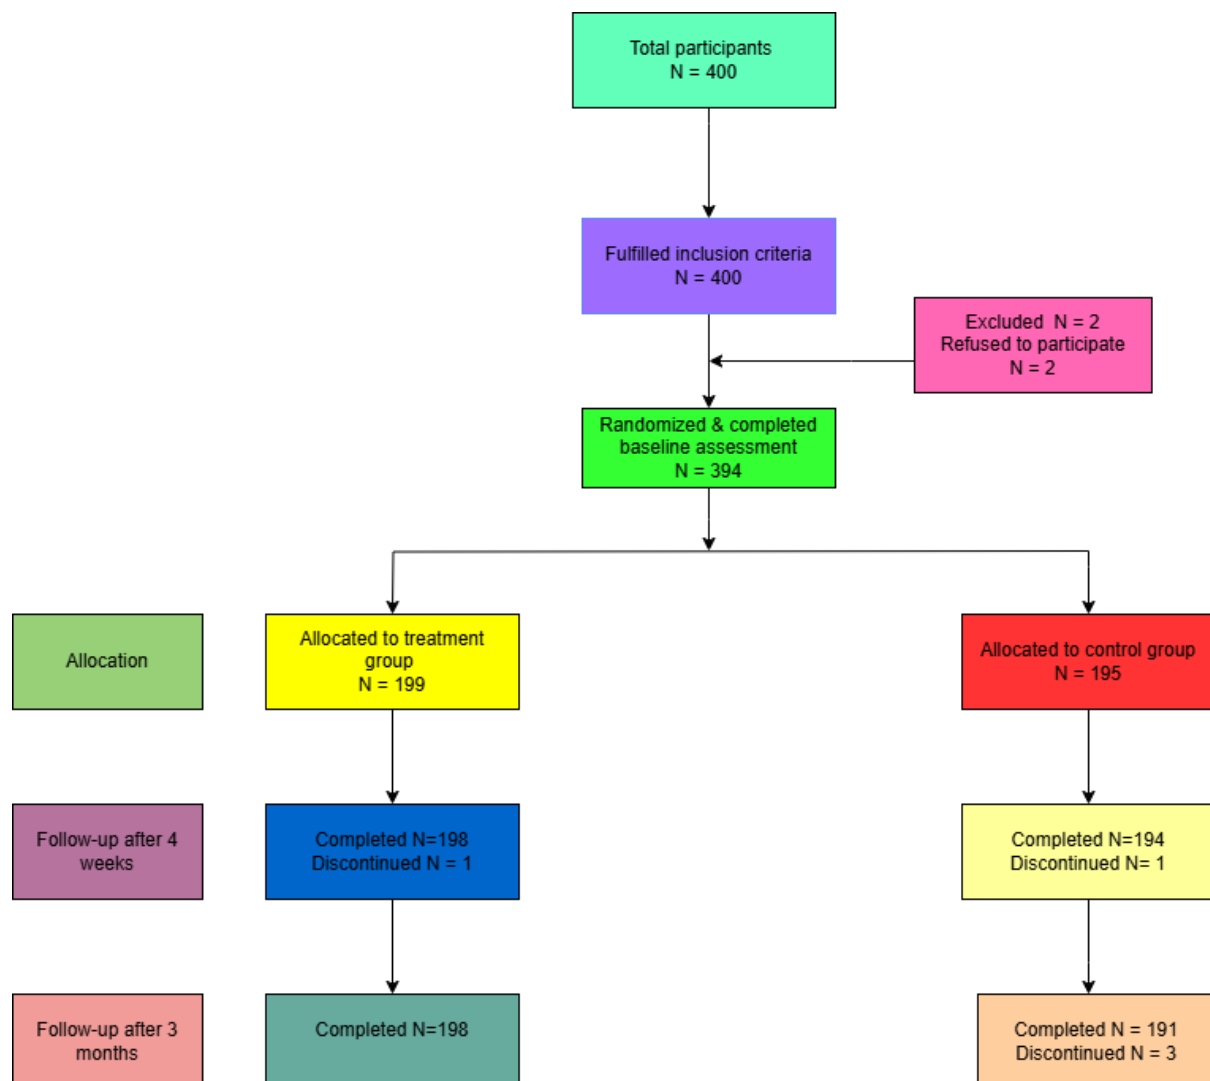 Total participants
N = 400
Fulfilled inclusion criteria
N = 400
Excluded  N = 2
Refused to participate
N = 2
Randomized & completed
baseline assessment
N = 394
Allocation
Allocated to treatment
group
N = 199
Allocated to control group
N = 195
Follow-up after 4
weeks
Completed N=198
Discontinued N = 1
Completed N=194
Discontinued N= 1
Follow-up after 3
months
Completed N=198
Completed N = 191
Discontinued N = 3